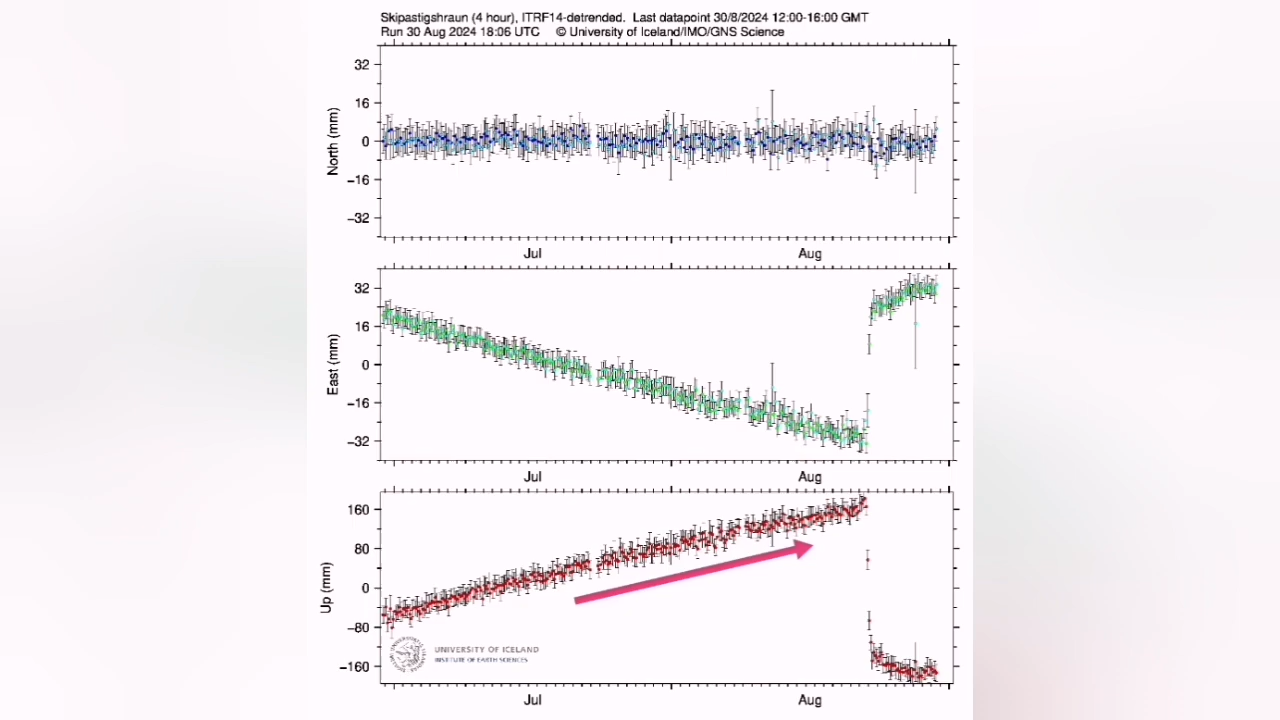 Skipastigshraun (4 hour), ITRF14-detrended. Last datapoint 30/8/2024 12:00-16:00 GMT
Run 30 Aug 2024 18:06 UTC © University of Iceland/IMO/GNS Science
32
16
0
−16
−32
North (mm)
Jul Aug
32
16
0
−16
−32
East (mm)
Jul Aug
160
80
0
−80
−160
Up (mm)
UNIVERSITY OF ICELAND
INSTITUTE OF EARTH SCIENCES
Jul Aug